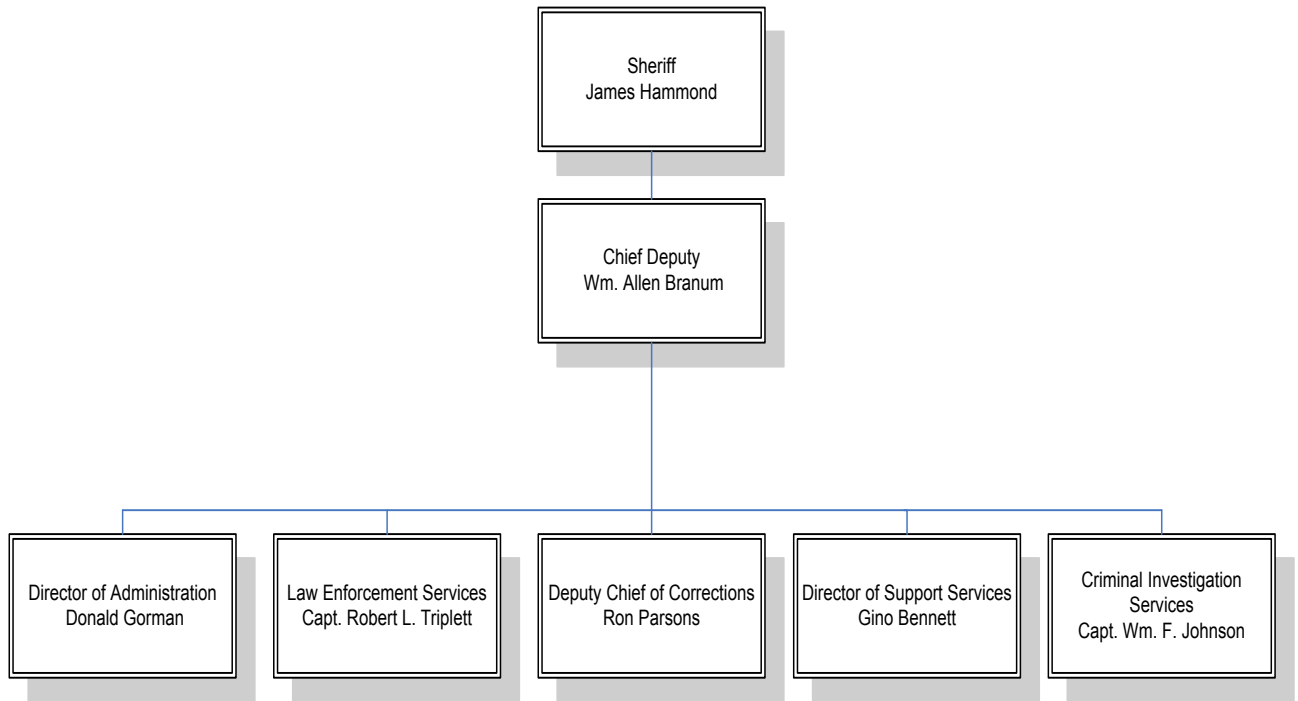 Sheriff
James Hammond
Chief Deputy
Wm. Allen Branum
Director of Administration
Donald Gorman
Law Enforcement Services
Capt. Robert L. Triplett
Deputy Chief of Corrections
Ron Parsons
Director of Support Services
Gino Bennett
Criminal Investigation
Services
Capt. Wm. F. Johnson